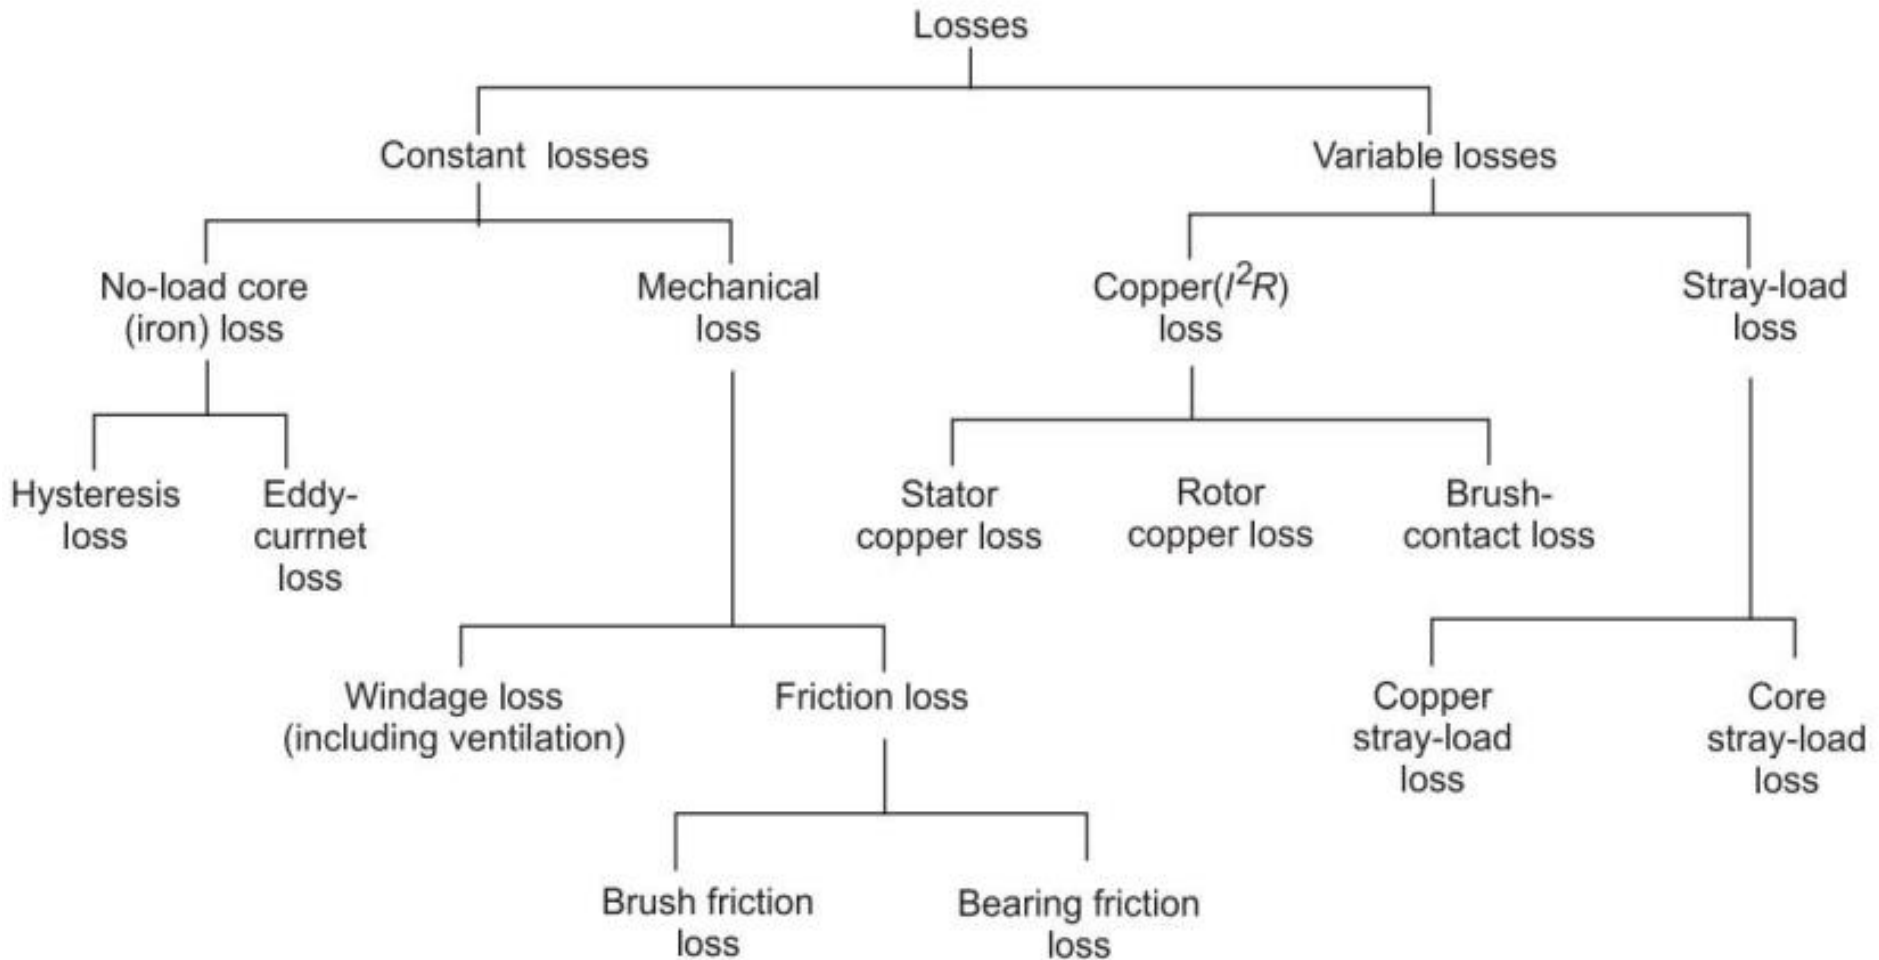 Losses
Constant losses
Variable losses
No-load core
(iron) loss
Mechanical
loss
Copper(I²R)
loss
Stray-load
loss
Hysteresis
loss
Eddy-
currnet
loss
Stator
copper loss
Rotor
copper loss
Brush-
contact loss
Windage loss
(including ventilation)
Friction loss
Copper
stray-load
loss
Core
stray-load
loss
Brush friction
loss
Bearing friction
loss